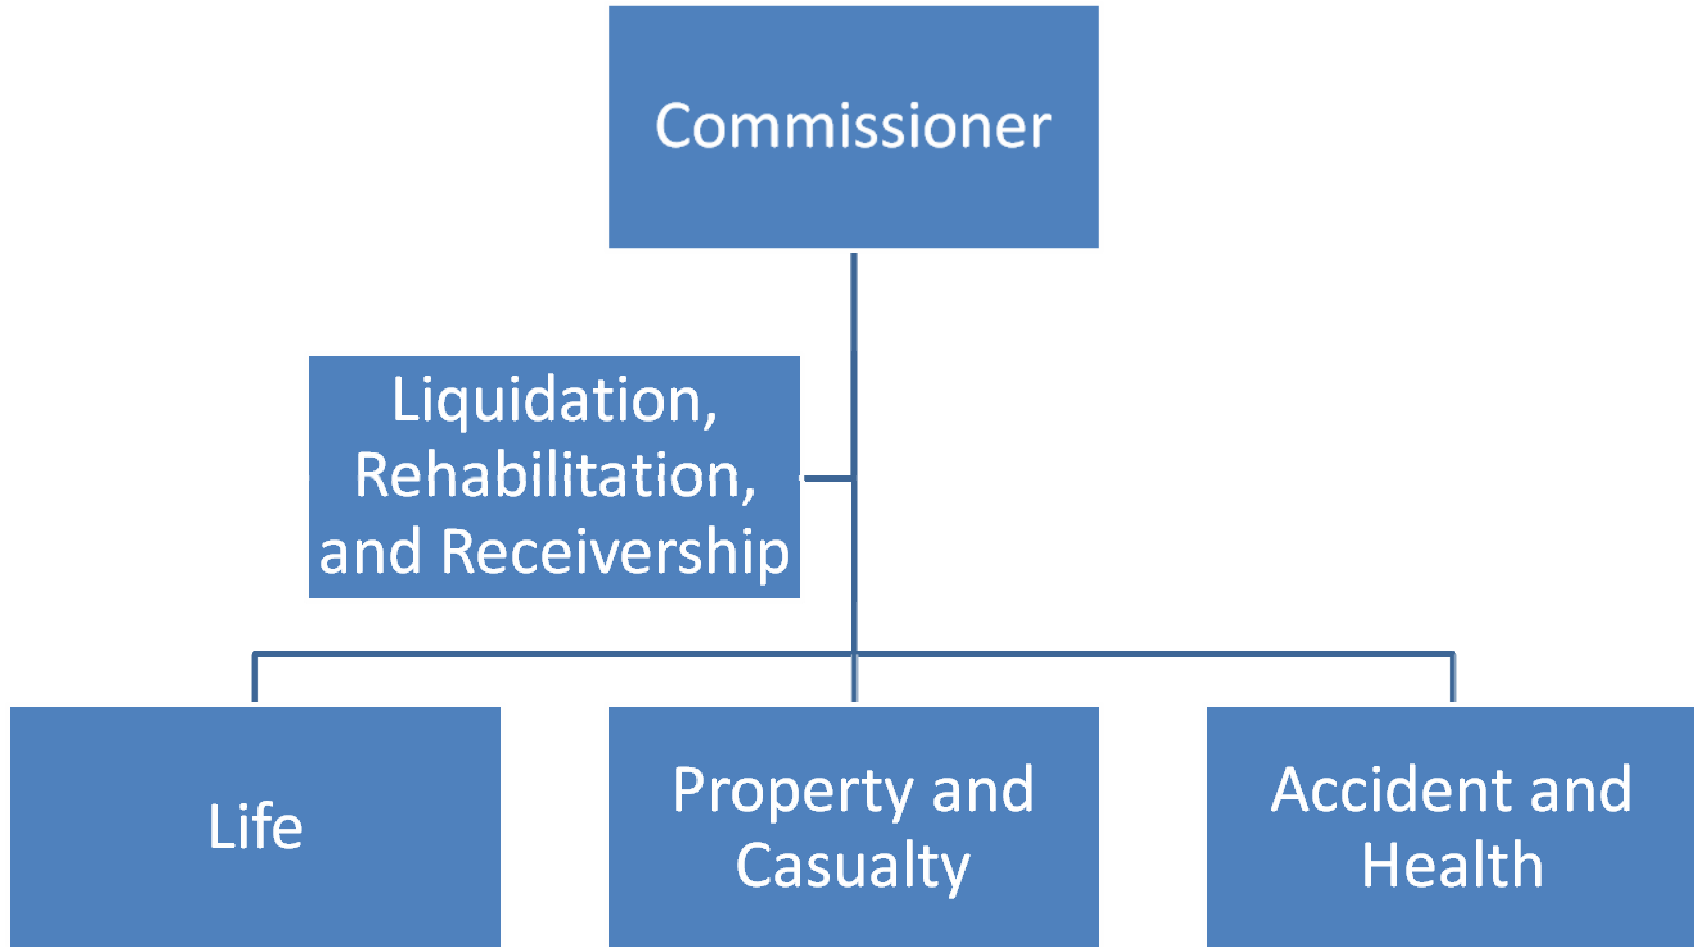 Commissioner
Liquidation,
Rehabilitation,
and Receivership
Life
Property and
Casualty
Accident and
Health